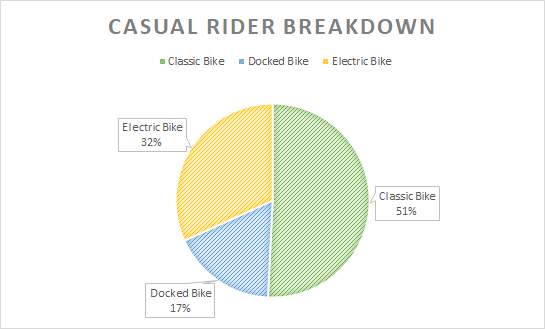 CASUAL RIDER BREAKDOWN
Classic Bike Docked Bike Electric Bike
Electric Bike
32%
Classic Bike
51%
Docked Bike
17%